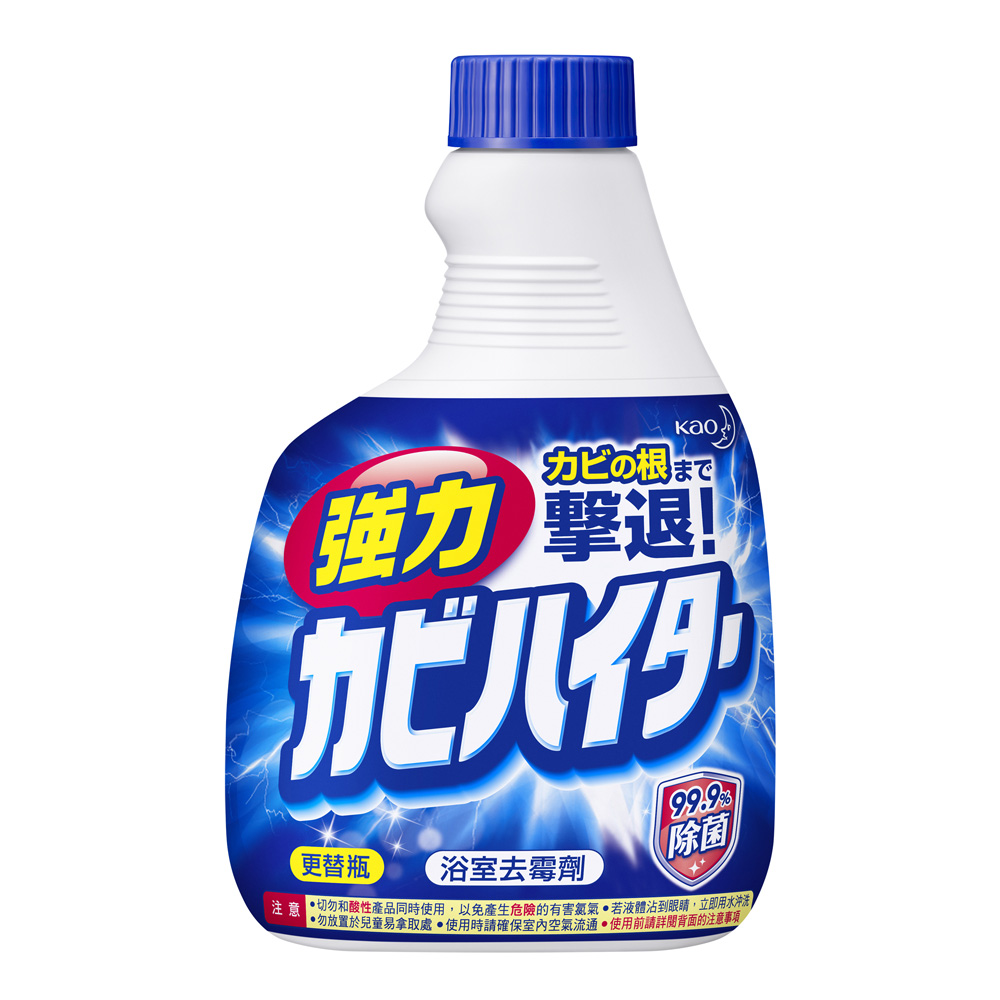 Kao
カビの根まで
撃退!
強力
カビハイター
99.9%
除菌
更替瓶
浴室去霉劑
注意
•切勿和酸性產品同時使用,以免產生危險的有害氯氣•若液體沾到眼睛,立即用水沖洗
•勿放置於兒童易拿取處•使用時請確保室內空氣流通•使用前請詳閱背面的注意事項